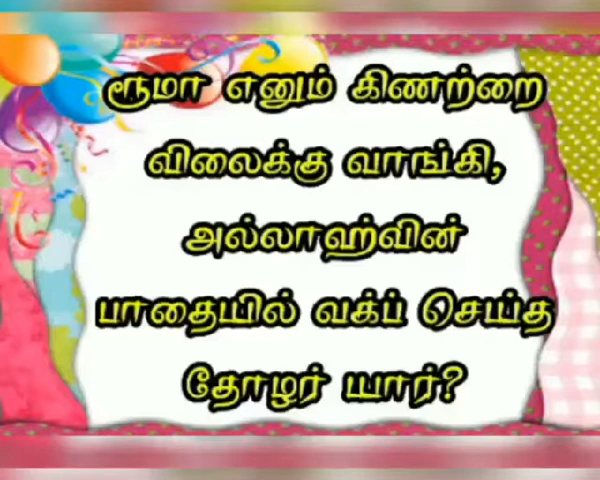 ரூமா எனும் கிணற்றை
விலைக்கு வாங்கி,
அல்லாஹ்வின்
பாதையில் வக்ப் செய்த
தோழர் யார்?